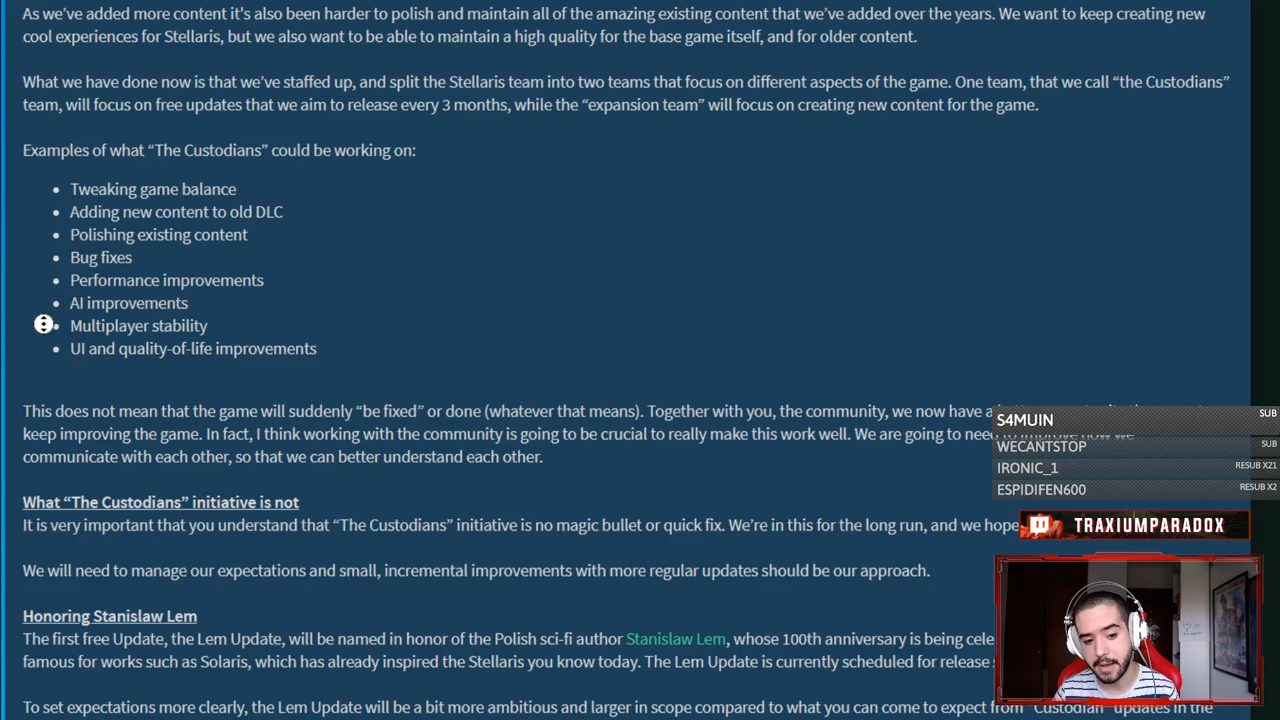 As we've added more content it's also been harder to polish and maintain all of the amazing existing content that we've added over the years. We want to keep creating new
cool experiences for Stellaris, but we also want to be able to maintain a high quality for the base game itself, and for older content.
What we have done now is that we've staffed up, and split the Stellaris team into two teams that focus on different aspects of the game. One team, that we call “the Custodians”
team, will focus on free updates that we aim to release every 3 months, while the “expansion team” will focus on creating new content for the game.
Examples of what “The Custodians” could be working on:
Tweaking game balance
Adding new content to old DLC
Polishing existing content
Bug fixes
Performance improvements
AI improvements
Multiplayer stability
UI and quality-of-life improvements
This does not mean that the game will suddenly “be fixed” or done (whatever that means). Together with you, the community, we now have a
keep improving the game. In fact, I think working with the community is going to be crucial to really make this work well. We are going to need to improve how we
communicate with each other, so that we can better understand each other.
S4MUIN SUB
WECANTSTOP SUB
IRONIC_1 RESUB X21
ESPIDIFEN600 RESUB X2
What “The Custodians” initiative is not
It is very important that you understand that “The Custodians” initiative is no magic bullet or quick fix. We're in this for the long run, and we hope
TRAXIUMPARADOX
We will need to manage our expectations and small, incremental improvements with more regular updates should be our approach.
Honoring Stanislaw Lem
The first free Update, the Lem Update, will be named in honor of the Polish sci-fi author Stanislaw Lem, whose 100th anniversary is being
famous for works such as Solaris, which has already inspired the Stellaris you know today. The Lem Update is currently scheduled for release
To set expectations more clearly, the Lem Update will be a bit more ambitious and larger in scope compared to what you can come to expect from “Custodian” updates in the